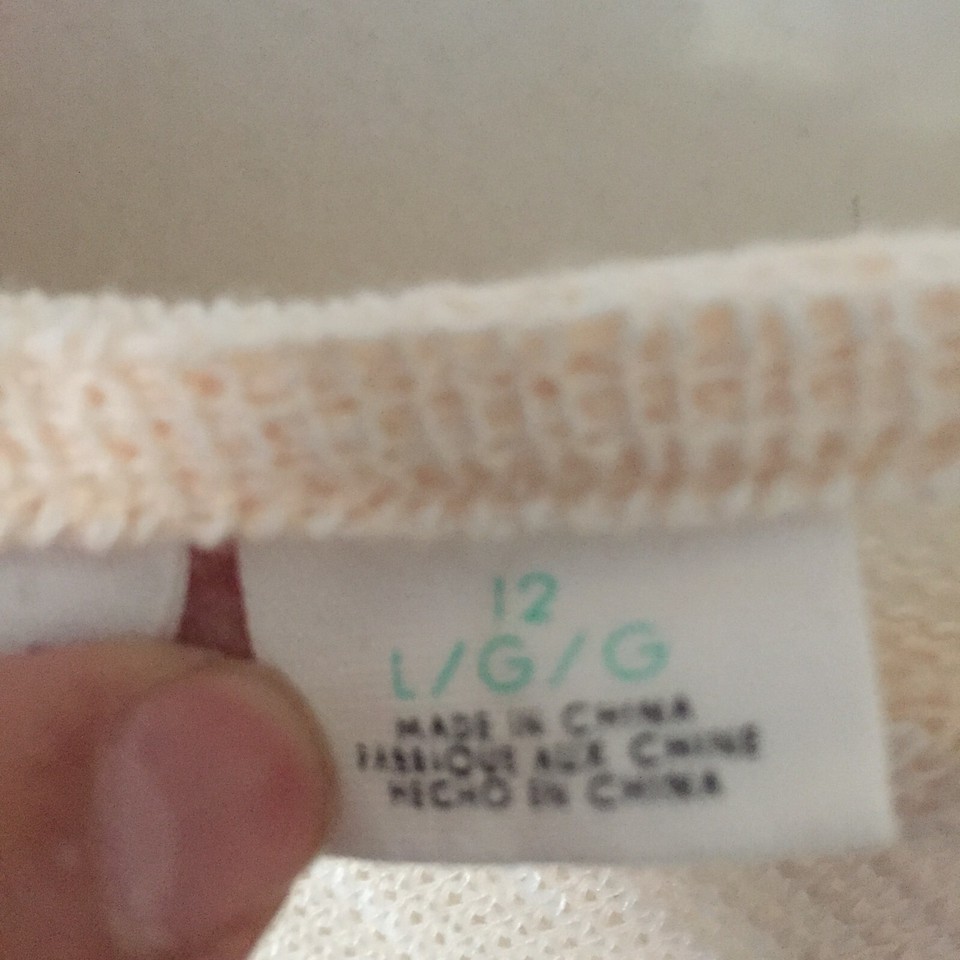 12
L/G/G
MADE IN CHINA
FABRIQUE AUX CHINE
HECHO EN CHINA